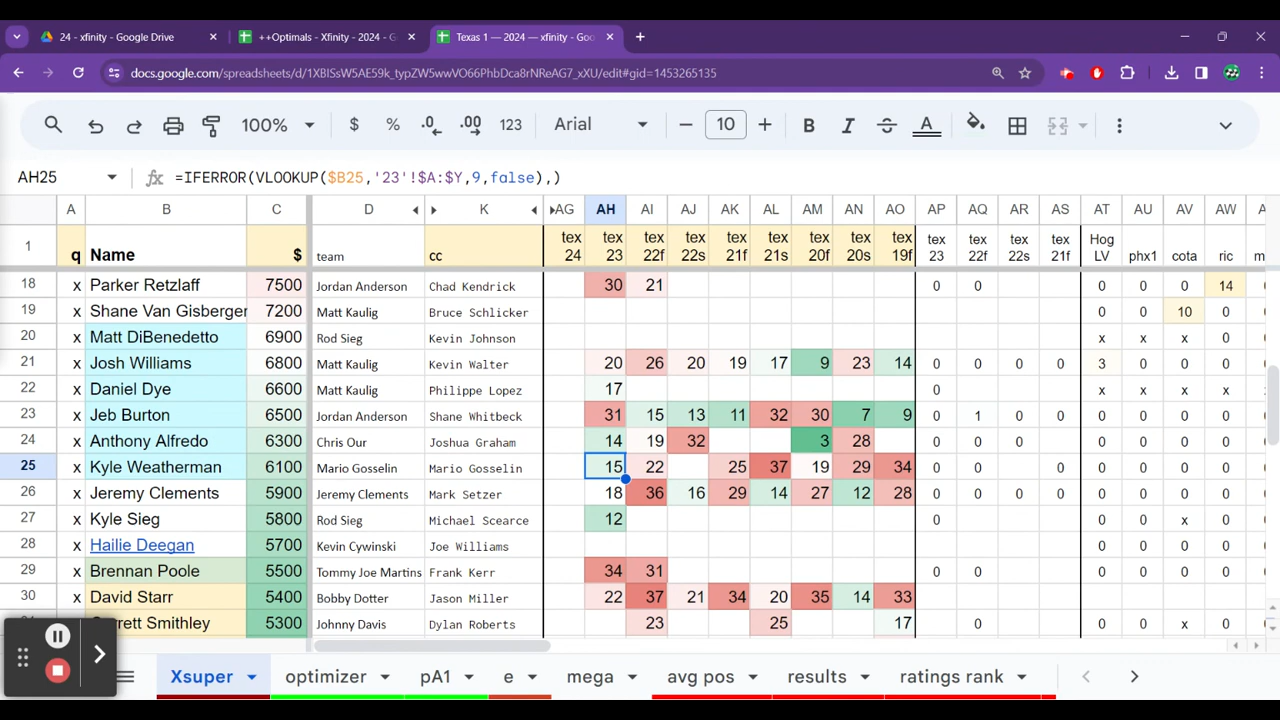 24 - xfinity - Google Drive
++Optimals - Xfinity - 2024 - G
Texas 1 — 2024 — xfinity - Goo
docs.google.com/spreadsheets/d/1XBISsW5AE59k_typZW5wwVO66PhbDca8rNReAG7_xXU/edit#gid=1453265135
100% $ % .0 .00 123 Arial 10 B I S A
AH25 fx =IFERROR(VLOOKUP($B25,'23'!$A:$Y,9,false),)
A B C D K AG AH AI AJ AK AL AM AN AO AP AQ AR AS AT AU AV AW
1 q Name $ team cc tex 24 tex 23 tex 22f tex 22s tex 21f tex 21s tex 20f tex 20s tex 19f tex 23 tex 22f tex 22s tex 21f Hog LV phx1 cota ric m
18 x Parker Retzlaff 7500 Jordan Anderson Chad Kendrick 30 21 0 0 0 0 0 14
19 x Shane Van Gisberger 7200 Matt Kaulig Bruce Schlicker 0 0 10 0
20 x Matt DiBenedetto 6900 Rod Sieg Kevin Johnson x x x 0
21 x Josh Williams 6800 Matt Kaulig Kevin Walter 20 26 20 19 17 9 23 14 0 0 0 0 3 0 0 0
22 x Daniel Dye 6600 Matt Kaulig Philippe Lopez 17 0 x x x x
23 x Jeb Burton 6500 Jordan Anderson Shane Whitbeck 31 15 13 11 32 30 7 9 0 1 0 0 0 0 0 0
24 x Anthony Alfredo 6300 Chris Our Joshua Graham 14 19 32 3 28 0 0 0 0 0 0 0
25 x Kyle Weatherman 6100 Mario Gosselin Mario Gosselin 15 22 25 37 19 29 34 0 0 0 0 0 0 0
26 x Jeremy Clements 5900 Jeremy Clements Mark Setzer 18 36 16 29 14 27 12 28 0 0 0 0 0 0 0 0
27 x Kyle Sieg 5800 Rod Sieg Michael Scearce 12 0 0 0 x 0
28 x Hailie Deegan 5700 Kevin Cywinski Joe Williams 0 0 0 0
29 x Brennan Poole 5500 Tommy Joe Martins Frank Kerr 34 31 0 0 0 0 0 0
30 x David Starr 5400 Bobby Dotter Jason Miller 22 37 21 34 20 35 14 33
rrett Smithley 5300 Johnny Davis Dylan Roberts 23 25 17 0 0 0 x 0
Xsuper optimizer pA1 e mega avg pos results ratings rank